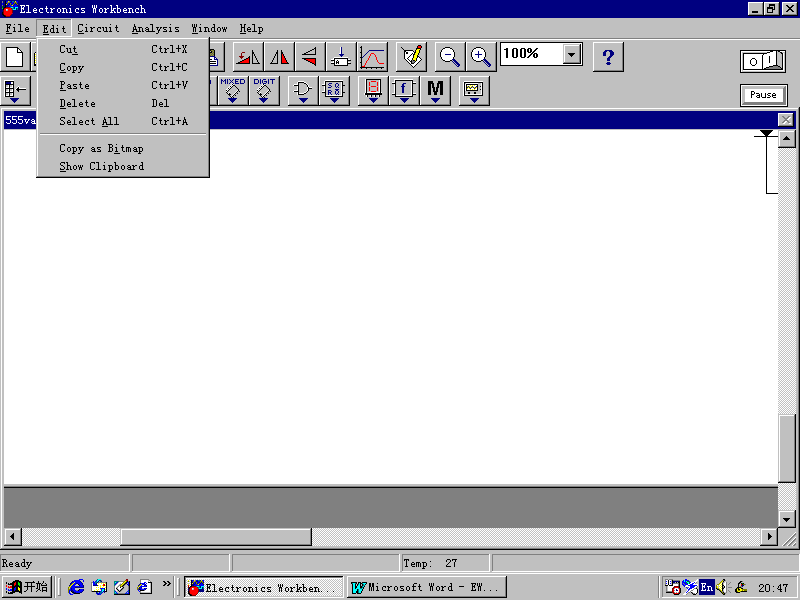 Electronics Workbench
File Edit Circuit Analysis Window Help
Cut Ctrl+X
Copy Ctrl+C
Paste Ctrl+V
Delete Del
Select All Ctrl+A
Copy as Bitmap
Show Clipboard
100%
?
O I
MIXED DIGIT
f M
Pause
555va
Ready
Temp: 27
开始
Electronics Workben...
Microsoft Word - EW...
En
20:47